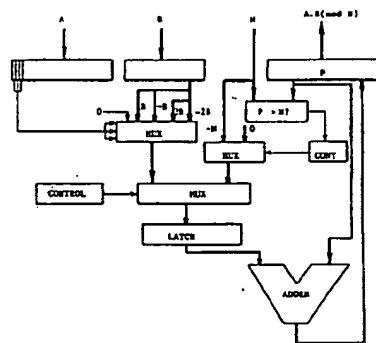 A B N A.B(mod N)
P
P > N?
0 B -B 2B -2B
-N 0
MUX
MUX CONT
CONTROL MUX
LATCH
ADDER